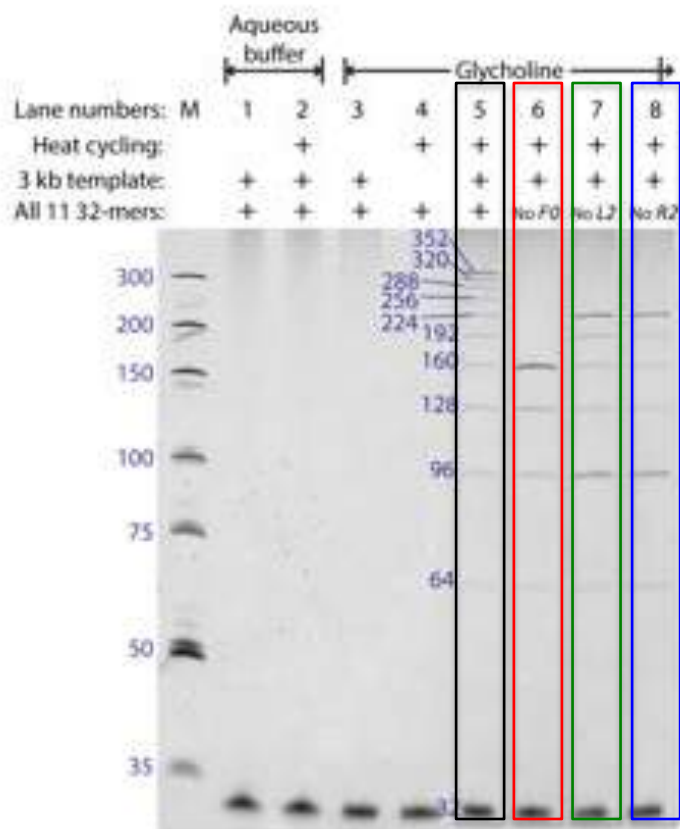 Aqueous
buffer
Glycholine
Lane numbers: M 1 2 3 4 5 6 7 8
Heat cycling: + + + + + +
3 kb template: + + + + + + +
All 11 32-mers: + + + + + No F0 No L2 No R2
352
320
300
288
256
200
224
192
150
160
128
100
96
75
64
50
35
32